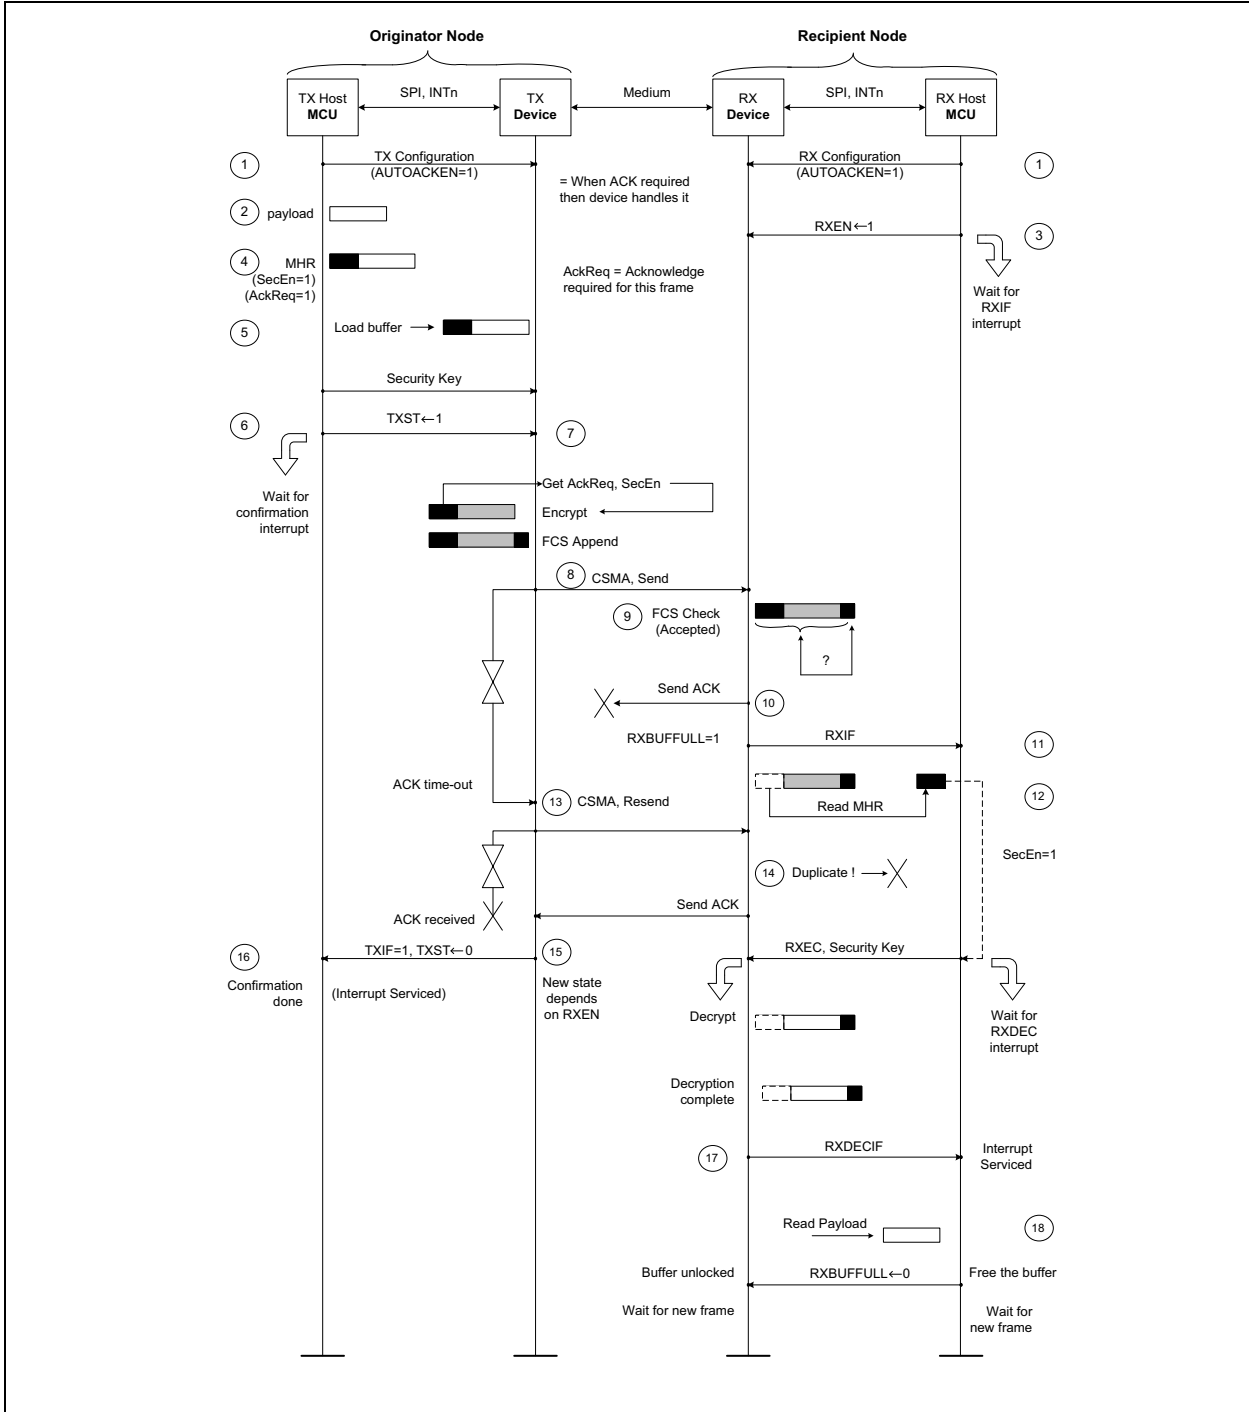 Originator Node
Recipient Node
TX Host
MCU
SPI, INTn
TX
Device
Medium
RX
Device
SPI, INTn
RX Host
MCU
1
TX Configuration
(AUTOACKEN=1)
RX Configuration
(AUTOACKEN=1)
1
= When ACK required
then device handles it
2
payload
RXEN←1
3
4
MHR
(SecEn=1)
(AckReq=1)
AckReq = Acknowledge
required for this frame
Wait for
RXIF
interrupt
5
Load buffer
Security Key
6
TXST←1
7
Wait for
confirmation
interrupt
Get AckReq, SecEn
Encrypt
FCS Append
8
CSMA, Send
9
FCS Check
(Accepted)
?
Send ACK
10
RXBUFFULL=1
RXIF
11
ACK time-out
12
13
CSMA, Resend
Read MHR
SecEn=1
14
Duplicate !
ACK received
Send ACK
16
TXIF=1, TXST←0
15
RXEC, Security Key
Confirmation
done
(Interrupt Serviced)
New state
depends
on RXEN
Decrypt
Wait for
RXDEC
interrupt
Decryption
complete
17
RXDECIF
Interrupt
Serviced
Read Payload
18
Buffer unlocked
RXBUFFULL←0
Free the buffer
Wait for new frame
Wait for
new frame